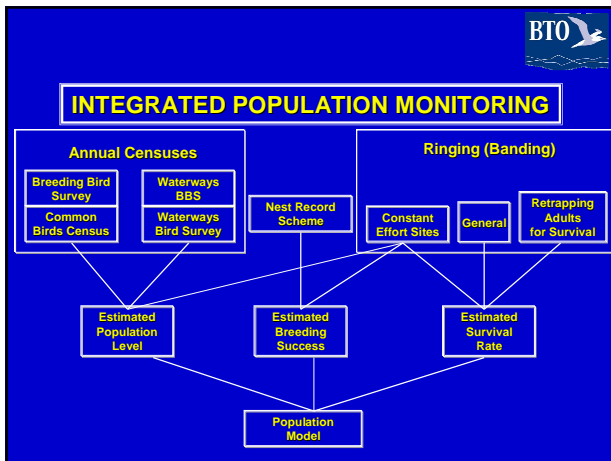 BTO
INTEGRATED POPULATION MONITORING
Annual Censuses
Ringing (Banding)
Breeding Bird
Survey
Waterways
BBS
Common
Birds Census
Waterways
Bird Survey
Nest Record
Scheme
Constant
Effort Sites
General
Retrapping
Adults
for Survival
Estimated
Population
Level
Estimated
Breeding
Success
Estimated
Survival
Rate
Population
Model